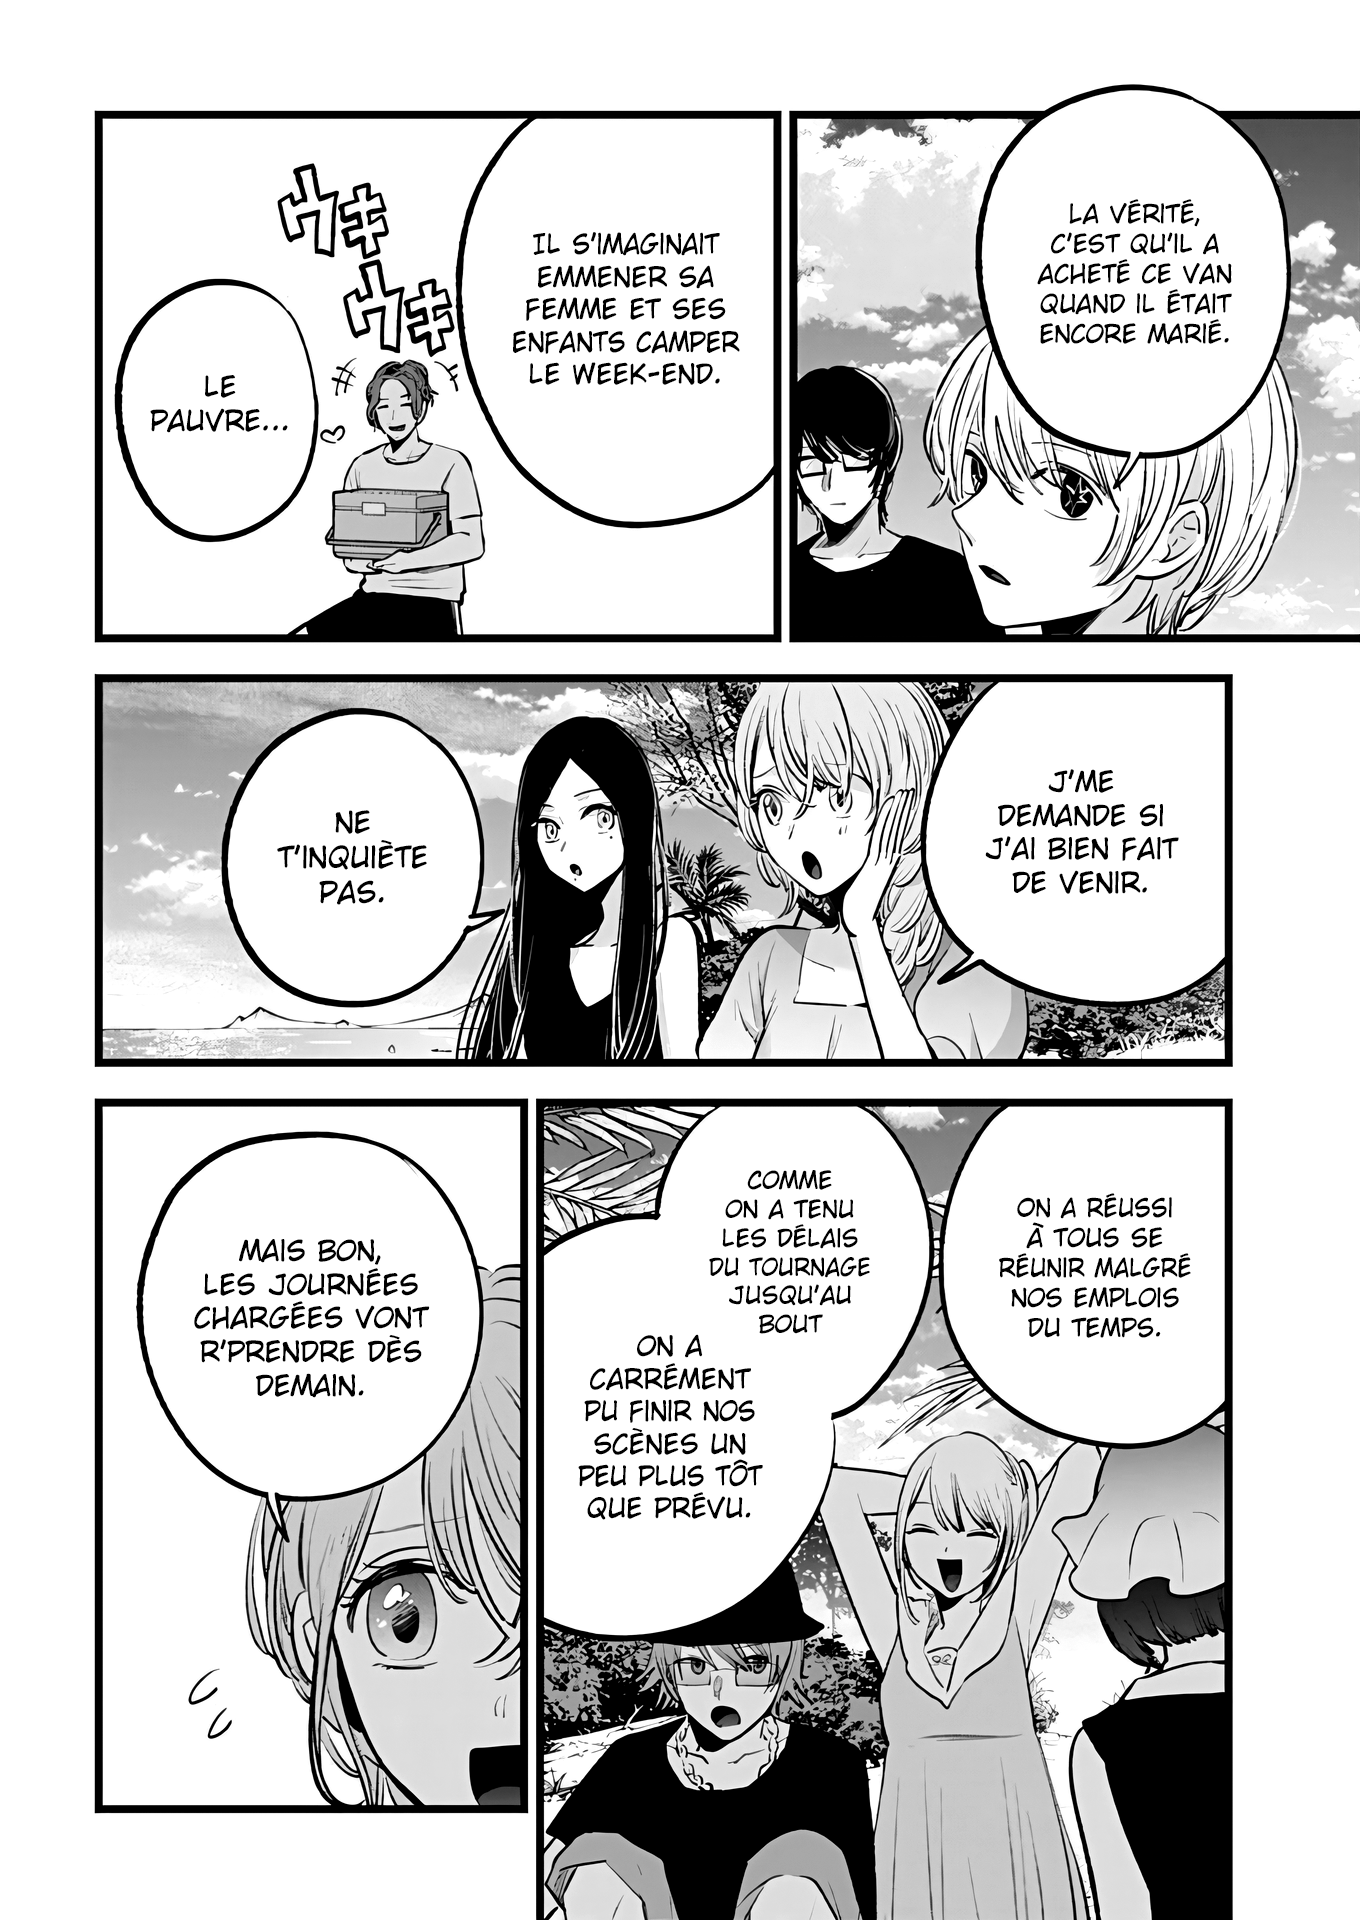 LA VÉRITÉ,
C'EST QU'IL A
ACHETÉ CE VAN
QUAND IL ÉTAIT
ENCORE MARIÉ.
IL S'IMAGINAIT
EMMENER SA
FEMME ET SES
ENFANTS CAMPER
LE WEEK-END.
ウキ
ウキ
LE
PAUVRE...
J'ME
DEMANDE SI
J'AI BIEN FAIT
DE VENIR.
NE
T'INQUIÈTE
PAS.
ON A RÉUSSI
À TOUS SE
RÉUNIR MALGRÉ
NOS EMPLOIS
DU TEMPS.
COMME
ON A TENU
LES DÉLAIS
DU TOURNAGE
JUSQU'AU
BOUT
ON A
CARRÉMENT
PU FINIR NOS
SCÈNES UN
PEU PLUS TÔT
QUE PRÉVU.
MAIS BON,
LES JOURNÉES
CHARGÉES VONT
R'PRENDRE DÈS
DEMAIN.